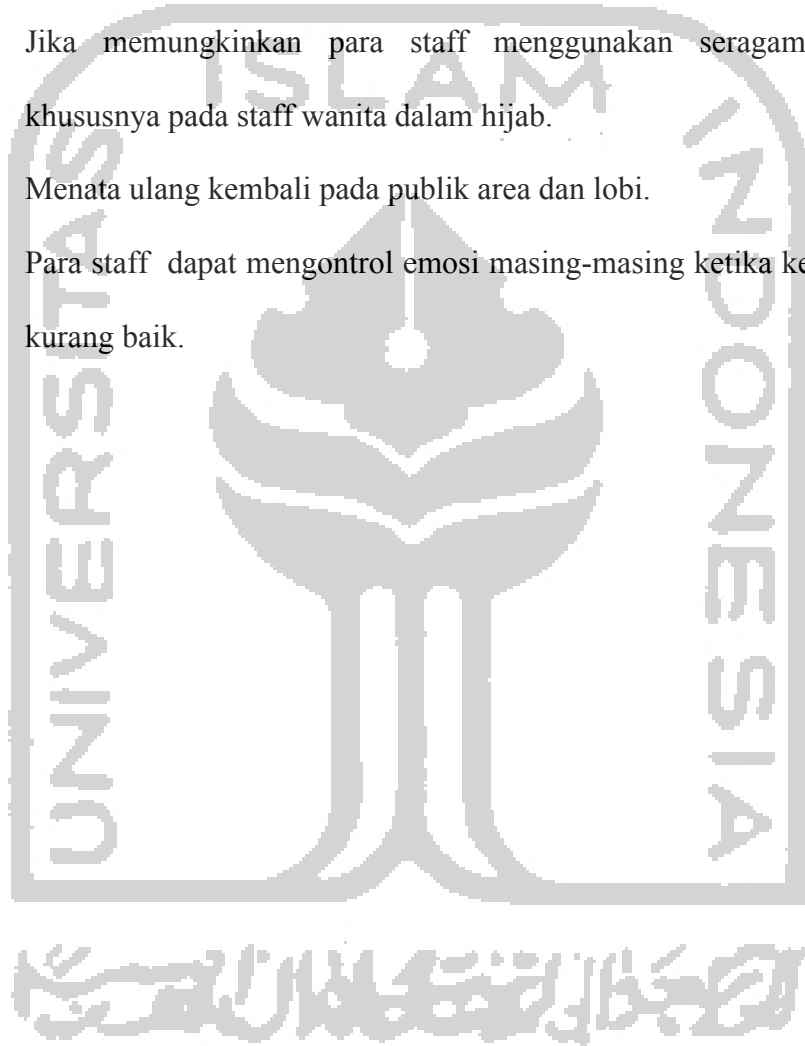 Jika memungkinkan para staff menggunakan seragam
khususnya pada staff wanita dalam hijab.
Menata ulang kembali pada publik area dan lobi.
Para staff dapat mengontrol emosi masing-masing ketika ke
kurang baik.
ISLAM
UNIVERSITAS
INDONESIA